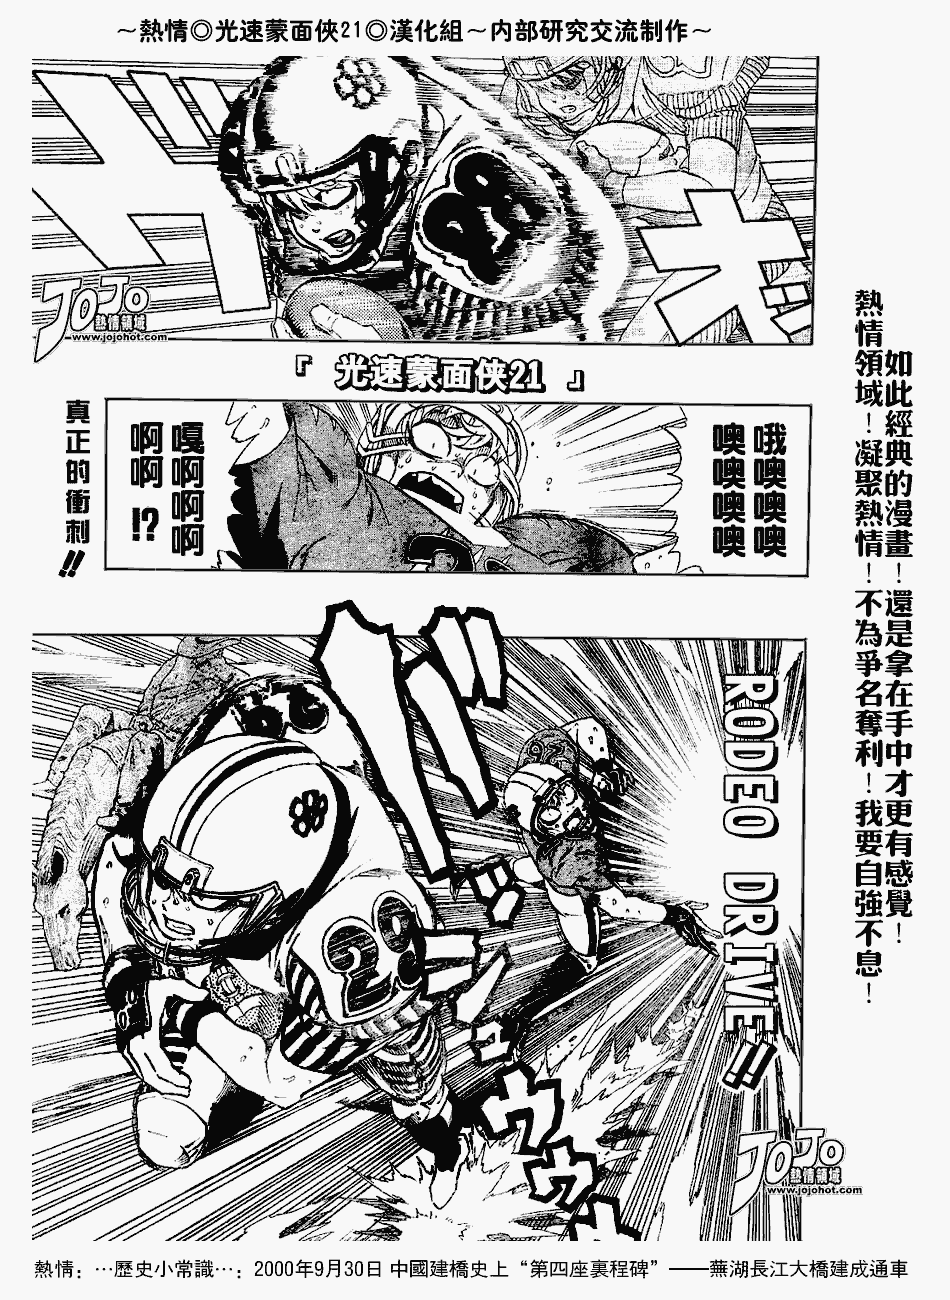 ～熱情◎光速蒙面俠21◎漢化組～内部研究交流制作～
ドド
ギ
JOJO
熱情領域
www.jojohot.com
『 光速蒙面俠21 』
哦噢噢噢
噢噢噢噢
嘎啊啊啊
啊啊!?
真正的衝刺!!
RODEO DRIVE!!
如此經典的漫畫！還是拿在手中才更有感覺！
熱情領域！凝聚熱情！不為爭名奪利！我要自強不息！
JOJO
熱情領域
www.jojohot.com
熱情：…歷史小常識…：2000年9月30日 中國建橋史上“第四座裏程碑”——蕪湖長江大橋建成通車